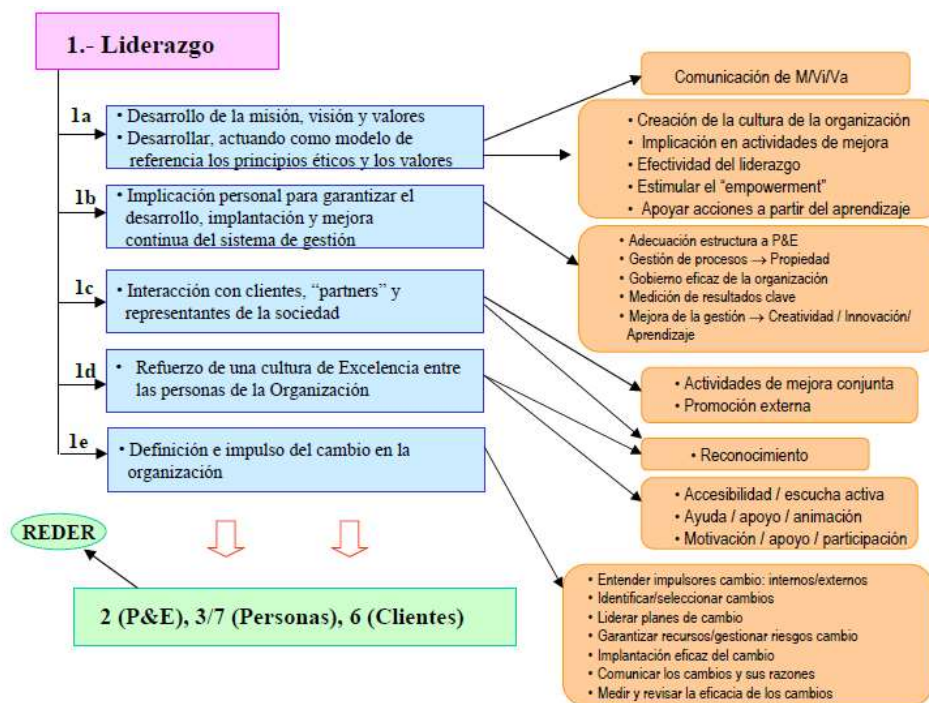 1.- Liderazgo
1a
• Desarrollo de la misión, visión y valores
• Desarrollar, actuando como modelo de
referencia los principios éticos y los valores
1b
• Implicación personal para garantizar el
desarrollo, implantación y mejora
continua del sistema de gestión
1c
• Interacción con clientes, “partners” y
representantes de la sociedad
1d
• Refuerzo de una cultura de Excelencia entre
las personas de la Organización
1e
• Definición e impulso del cambio en la
organización
REDER
2 (P&E), 3/7 (Personas), 6 (Clientes)
Comunicación de M/Vi/Va
• Creación de la cultura de la organización
• Implicación en actividades de mejora
• Efectividad del liderazgo
• Estimular el “empowerment”
• Apoyar acciones a partir del aprendizaje
• Adecuación estructura a P&E
• Gestión de procesos → Propiedad
• Gobierno eficaz de la organización
• Medición de resultados clave
• Mejora de la gestión → Creatividad / Innovación/
Aprendizaje
• Actividades de mejora conjunta
• Promoción externa
• Reconocimiento
• Accesibilidad / escucha activa
• Ayuda / apoyo / animación
• Motivación / apoyo / participación
• Entender impulsores cambio: internos/externos
• Identificar/seleccionar cambios
• Liderar planes de cambio
• Garantizar recursos/gestionar riesgos cambio
• Implantación eficaz del cambio
• Comunicar los cambios y sus razones
• Medir y revisar la eficacia de los cambios